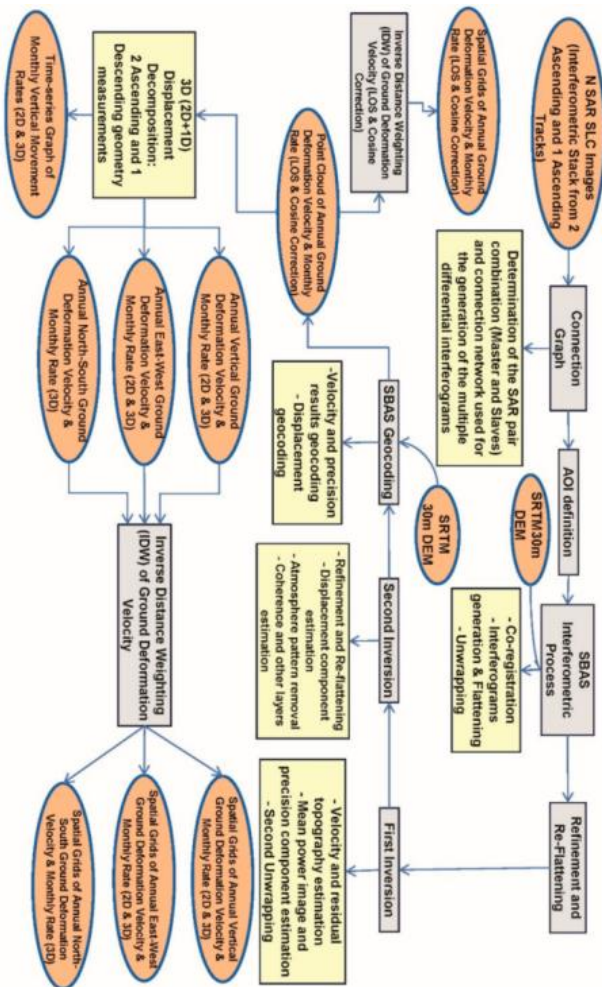 N SAR SLC Images
(Interferometric Stack from 2
Ascending and 1 Ascending
Tracks)
Connection
Graph
AOI definition
SBAS
Interferometric
Process
Refinement and
Re-Flattening
SRTM30m
DEM
Determination of the SAR pair
combination (Master and Slaves)
and connection network used for
the generation of the multiple
differential interferograms
- Co-registration
- Interferograms
generation & Flattening
- Unwrapping
Spatial Grids of Annual Ground
Deformation Velocity & Monthly
Rate (LOS & Cosine Correction)
Inverse Distance Weighting
(IDW) of Ground Deformation
Velocity (LOS & Cosine
Correction)
SRTM
30m DEM
Point Cloud of Annual Ground
Deformation Velocity & Monthly
Rate (LOS & Cosine Correction)
SBAS Geocoding
Second Inversion
First Inversion
-Velocity and precision
results geocoding
- Displacement
geocoding
- Refinement and Re-flattening
- Displacement component
estimation
- Atmosphere pattern removal
- Coherence and other layers
estimation
- Velocity and residual
topography estimation
- Mean power image and
precision component estimation
- Second Unwrapping
3D (2D+1D)
Displacement
Decomposition:
2 Ascending and 1
Descending geometry
measurements
Time-series Graph of
Monthly Vertical Movement
Rates (2D & 3D)
Annual Vertical Ground
Deformation Velocity &
Monthly Rate (2D & 3D)
Annual East-West Ground
Deformation Velocity &
Monthly Rate (2D & 3D)
Annual North-South Ground
Deformation Velocity &
Monthly Rate (3D)
Inverse Distance Weighting
(IDW) of Ground Deformation
Velocity
Spatial Grids of Annual Vertical
Ground Deformation Velocity &
Monthly Rate (2D & 3D)
Spatial Grids of Annual East-West
Ground Deformation Velocity &
Monthly Rate (2D & 3D)
Spatial Grids of Annual North-
South Ground Deformation
Velocity & Monthly Rate (3D)